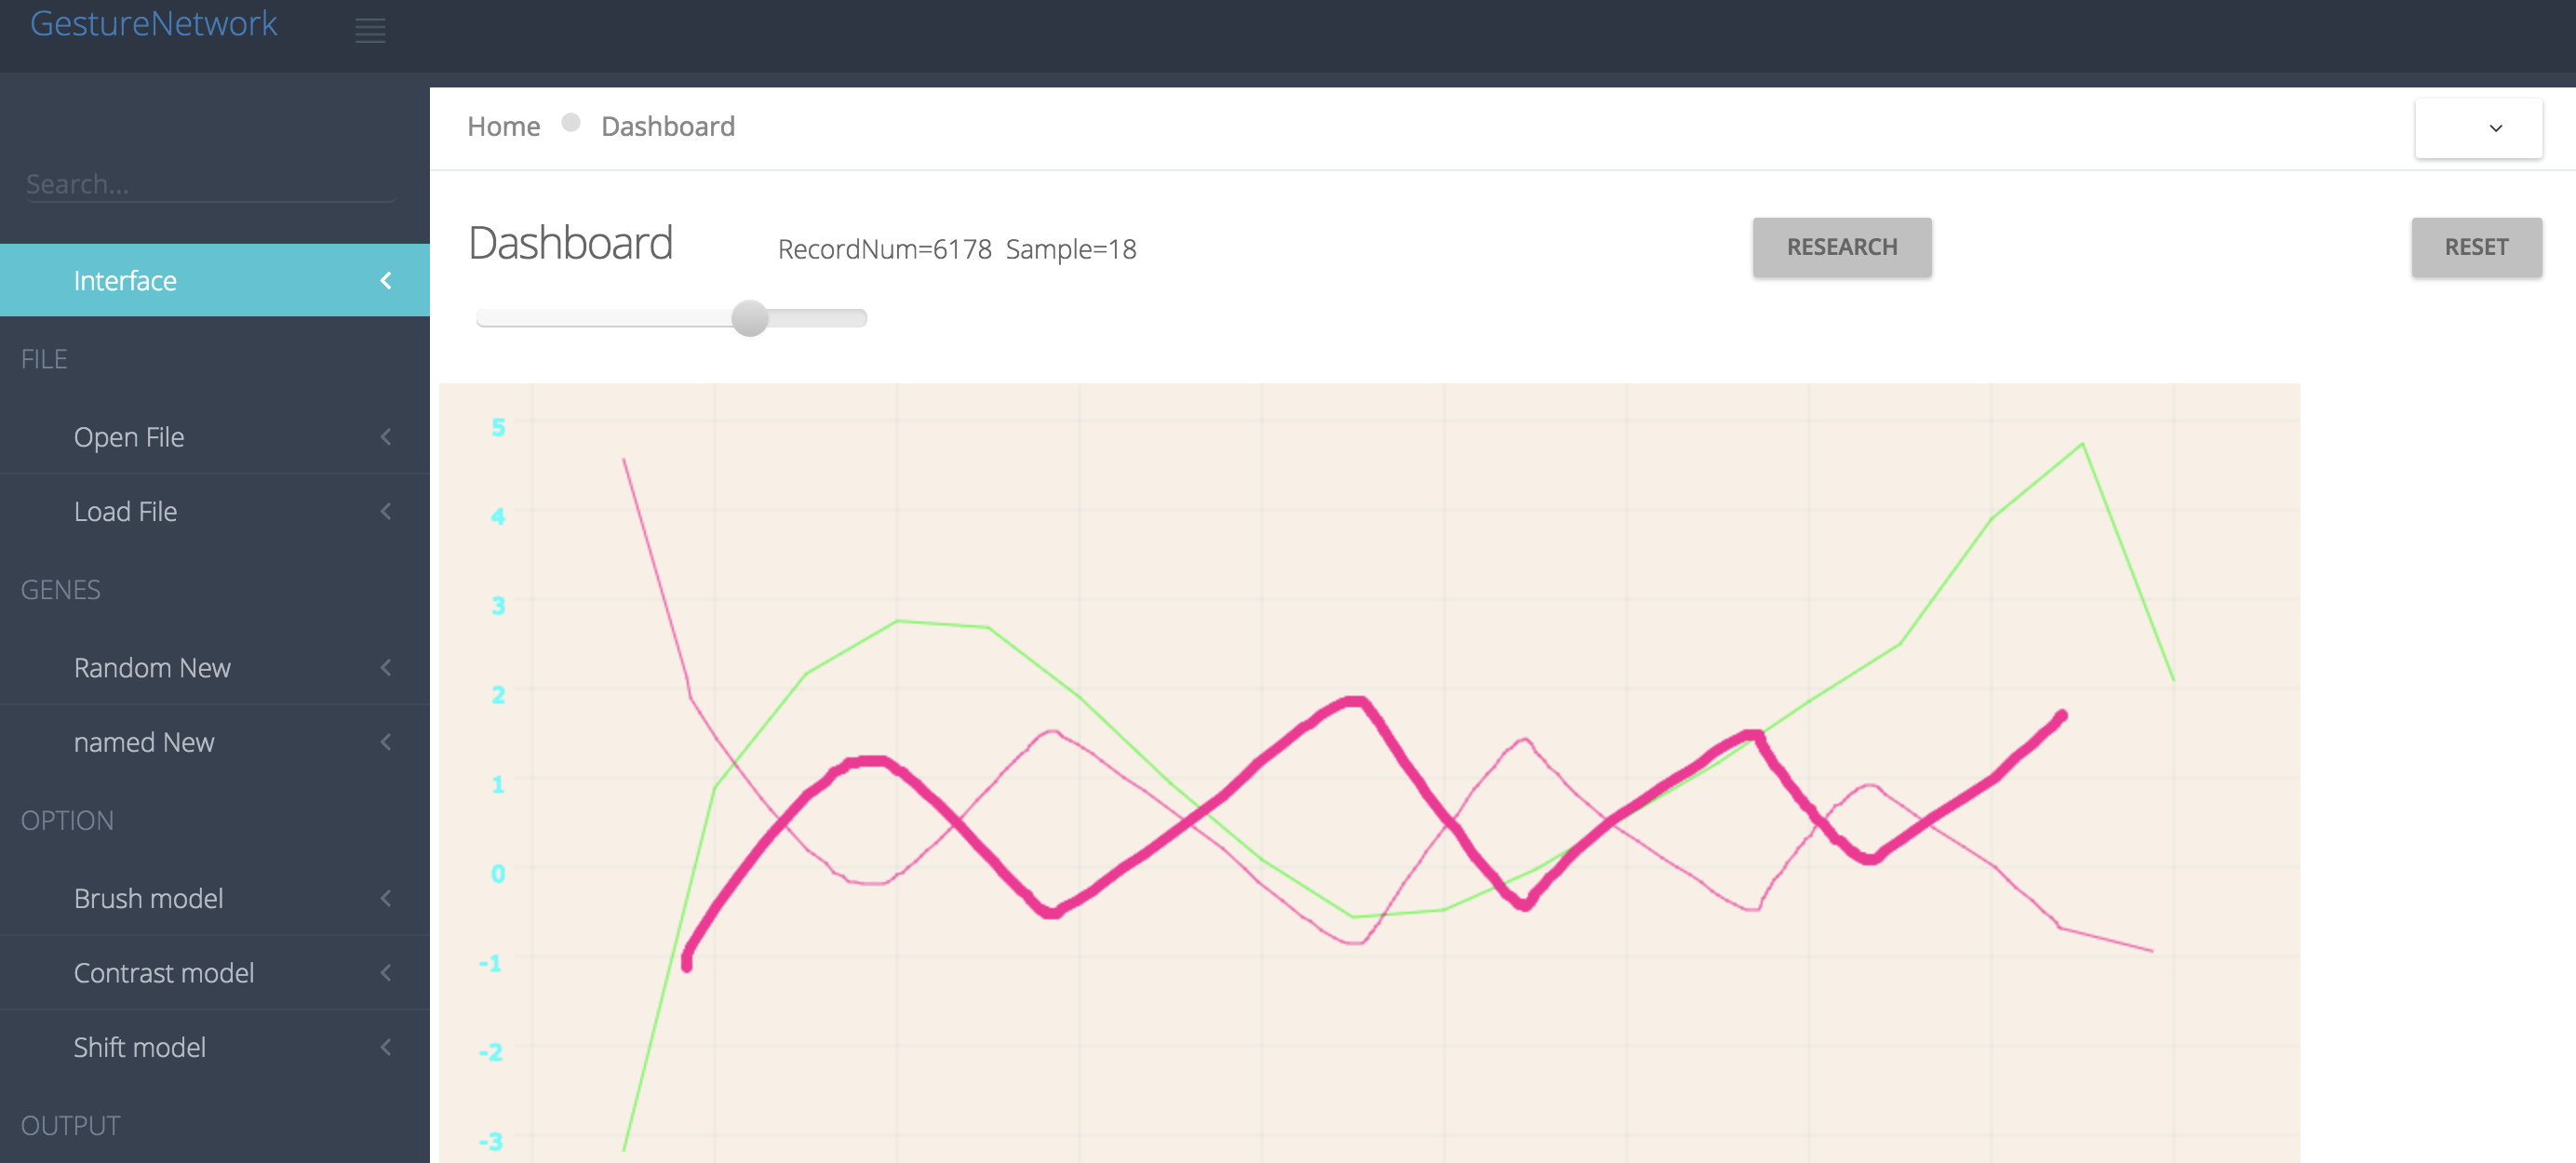 GestureNetwork
Home Dashboard
Search...
Dashboard RecordNum=6178 Sample=18 RESEARCH RESET
Interface
FILE
Open File
Load File
GENES
Random New
named New
OPTION
Brush model
Contrast model
Shift model
OUTPUT
5
4
3
2
1
0
-1
-2
-3